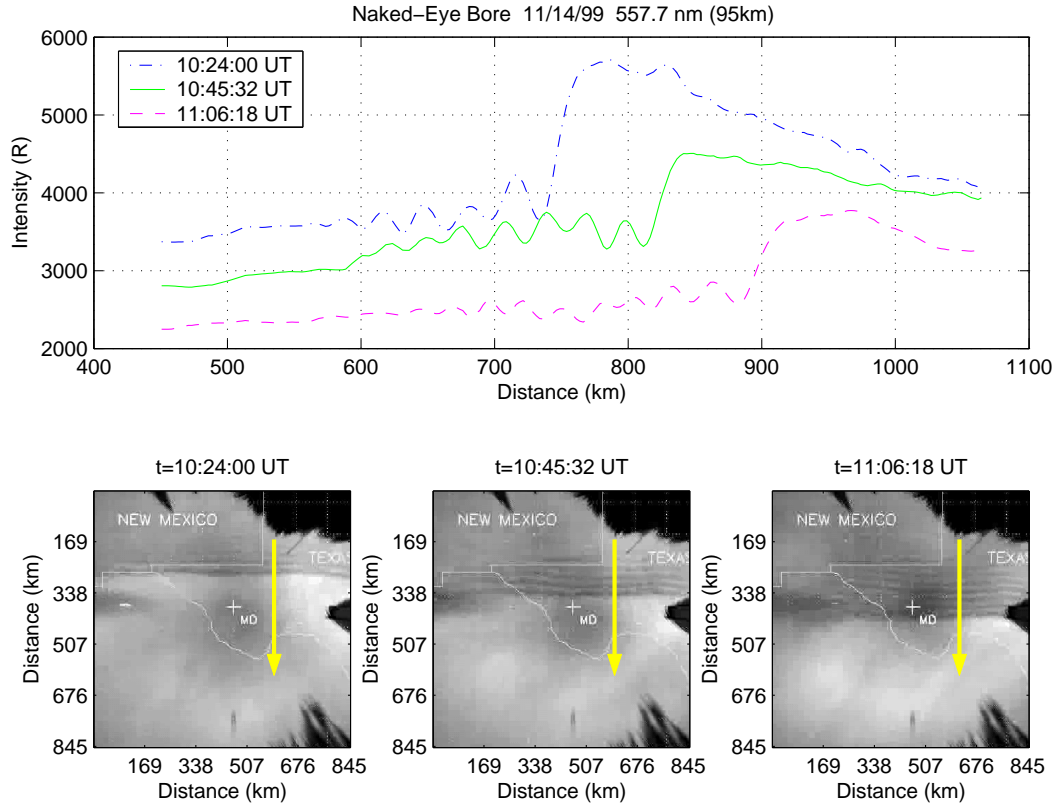 Naked−Eye Bore 11/14/99 557.7 nm (95km)
6000
5000
4000
3000
2000
Intensity (R)
10:24:00 UT
10:45:32 UT
11:06:18 UT
400 500 600 700 800 900 1000 1100
Distance (km)
t=10:24:00 UT
NEW MEXICO
TEXAS
MD
169
338
507
676
845
Distance (km)
169 338 507 676 845
Distance (km)
t=10:45:32 UT
NEW MEXICO
TEXAS
MD
169
338
507
676
845
Distance (km)
169 338 507 676 845
Distance (km)
t=11:06:18 UT
NEW MEXICO
TEXAS
MD
169
338
507
676
845
Distance (km)
169 338 507 676 845
Distance (km)